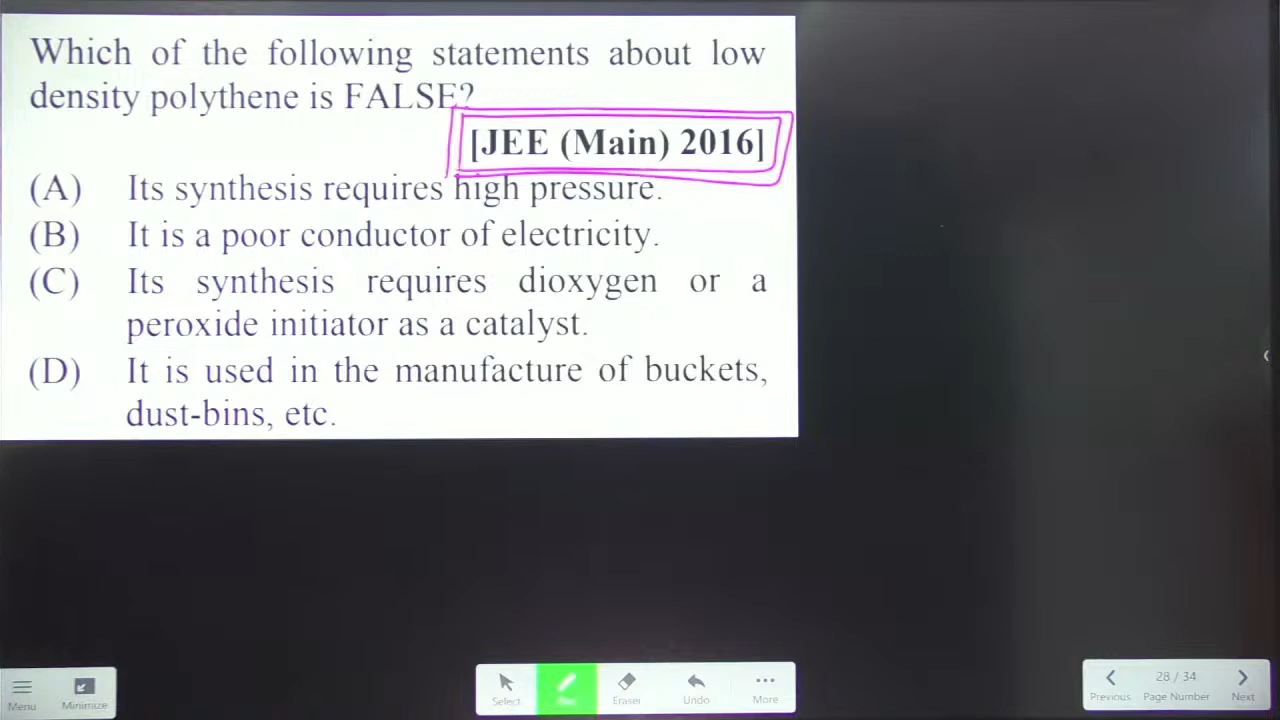 Which of the following statements about low
density polythene is FALSE?
[JEE (Main) 2016]
(A) Its synthesis requires high pressure.
(B) It is a poor conductor of electricity.
(C) Its synthesis requires dioxygen or a
peroxide initiator as a catalyst.
(D) It is used in the manufacture of buckets,
dust-bins, etc.
Menu Minimize Select Eraser Undo More
28 / 34
Previous Page Number Next